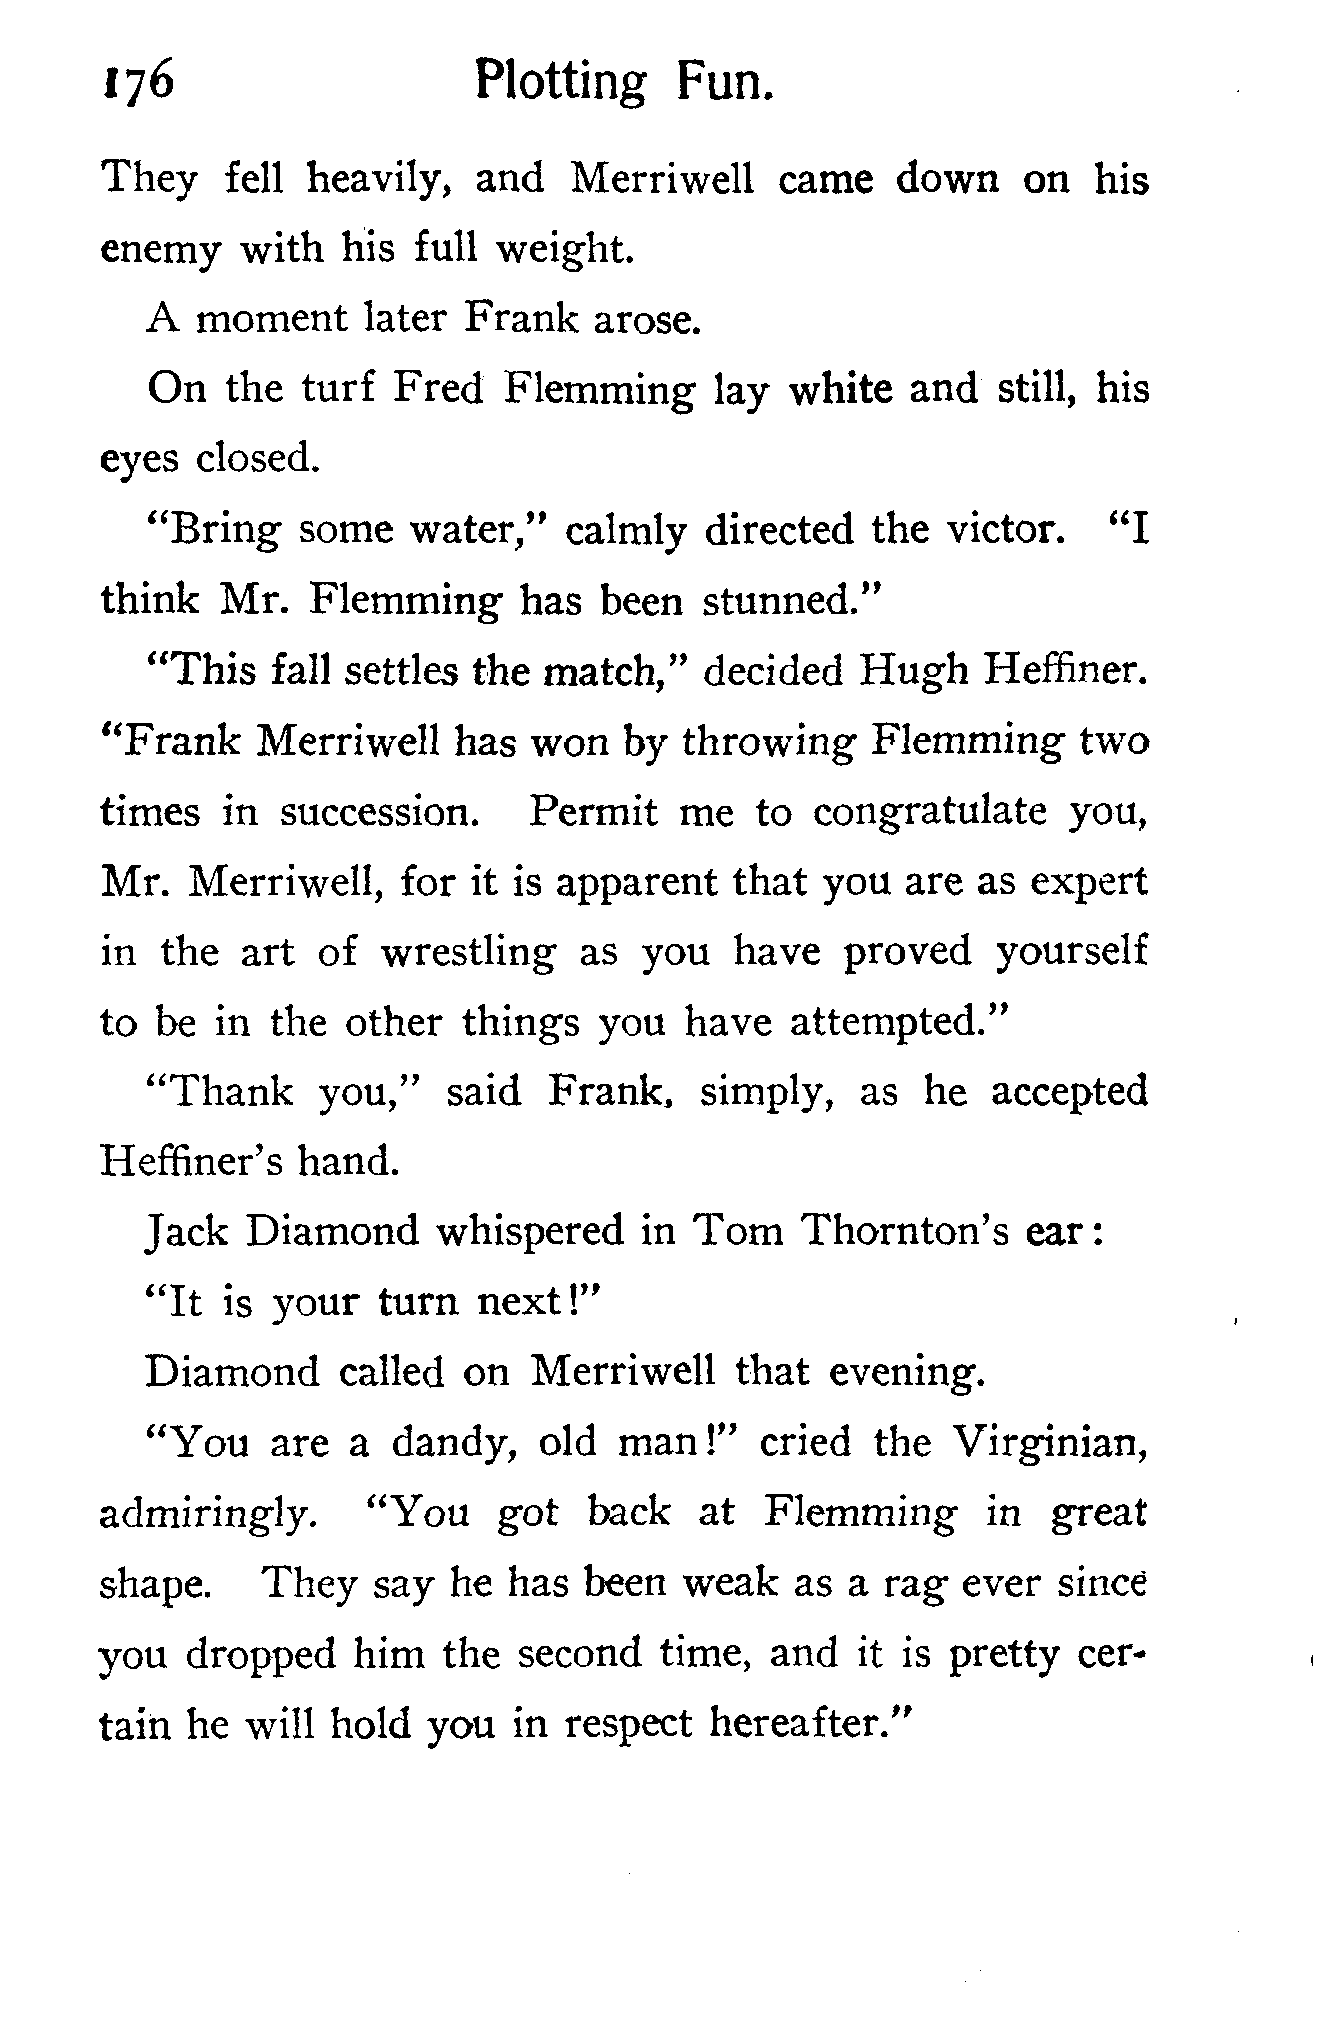 176 Plotting Fun.
They fell heavily, and Merriwell came down on his
enemy with his full weight.
A moment later Frank arose.
On the turf Fred Flemming lay white and still, his
eyes closed.
“Bring some water,” calmly directed the victor. “I
think Mr. Flemming has been stunned.”
“This fall settles the match,” decided Hugh Heffiner.
“Frank Merriwell has won by throwing Flemming two
times in succession. Permit me to congratulate you,
Mr. Merriwell, for it is apparent that you are as expert
in the art of wrestling as you have proved yourself
to be in the other things you have attempted.”
“Thank you,” said Frank, simply, as he accepted
Heffiner’s hand.
Jack Diamond whispered in Tom Thornton’s ear:
“It is your turn next!”
Diamond called on Merriwell that evening.
“You are a dandy, old man!” cried the Virginian,
admiringly. “You got back at Flemming in great
shape. They say he has been weak as a rag ever since
you dropped him the second time, and it is pretty cer-
tain he will hold you in respect hereafter.”